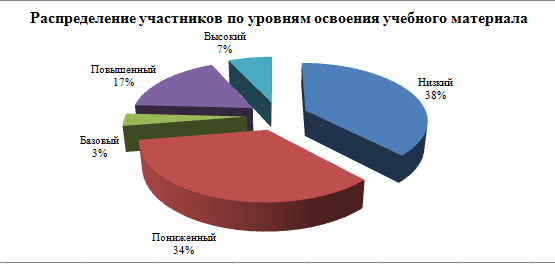 Распределение участников по уровням освоения учебного материала
Высокий
7%
Повышенный
17%
Низкий
38%
Базовый
3%
Пониженный
34%